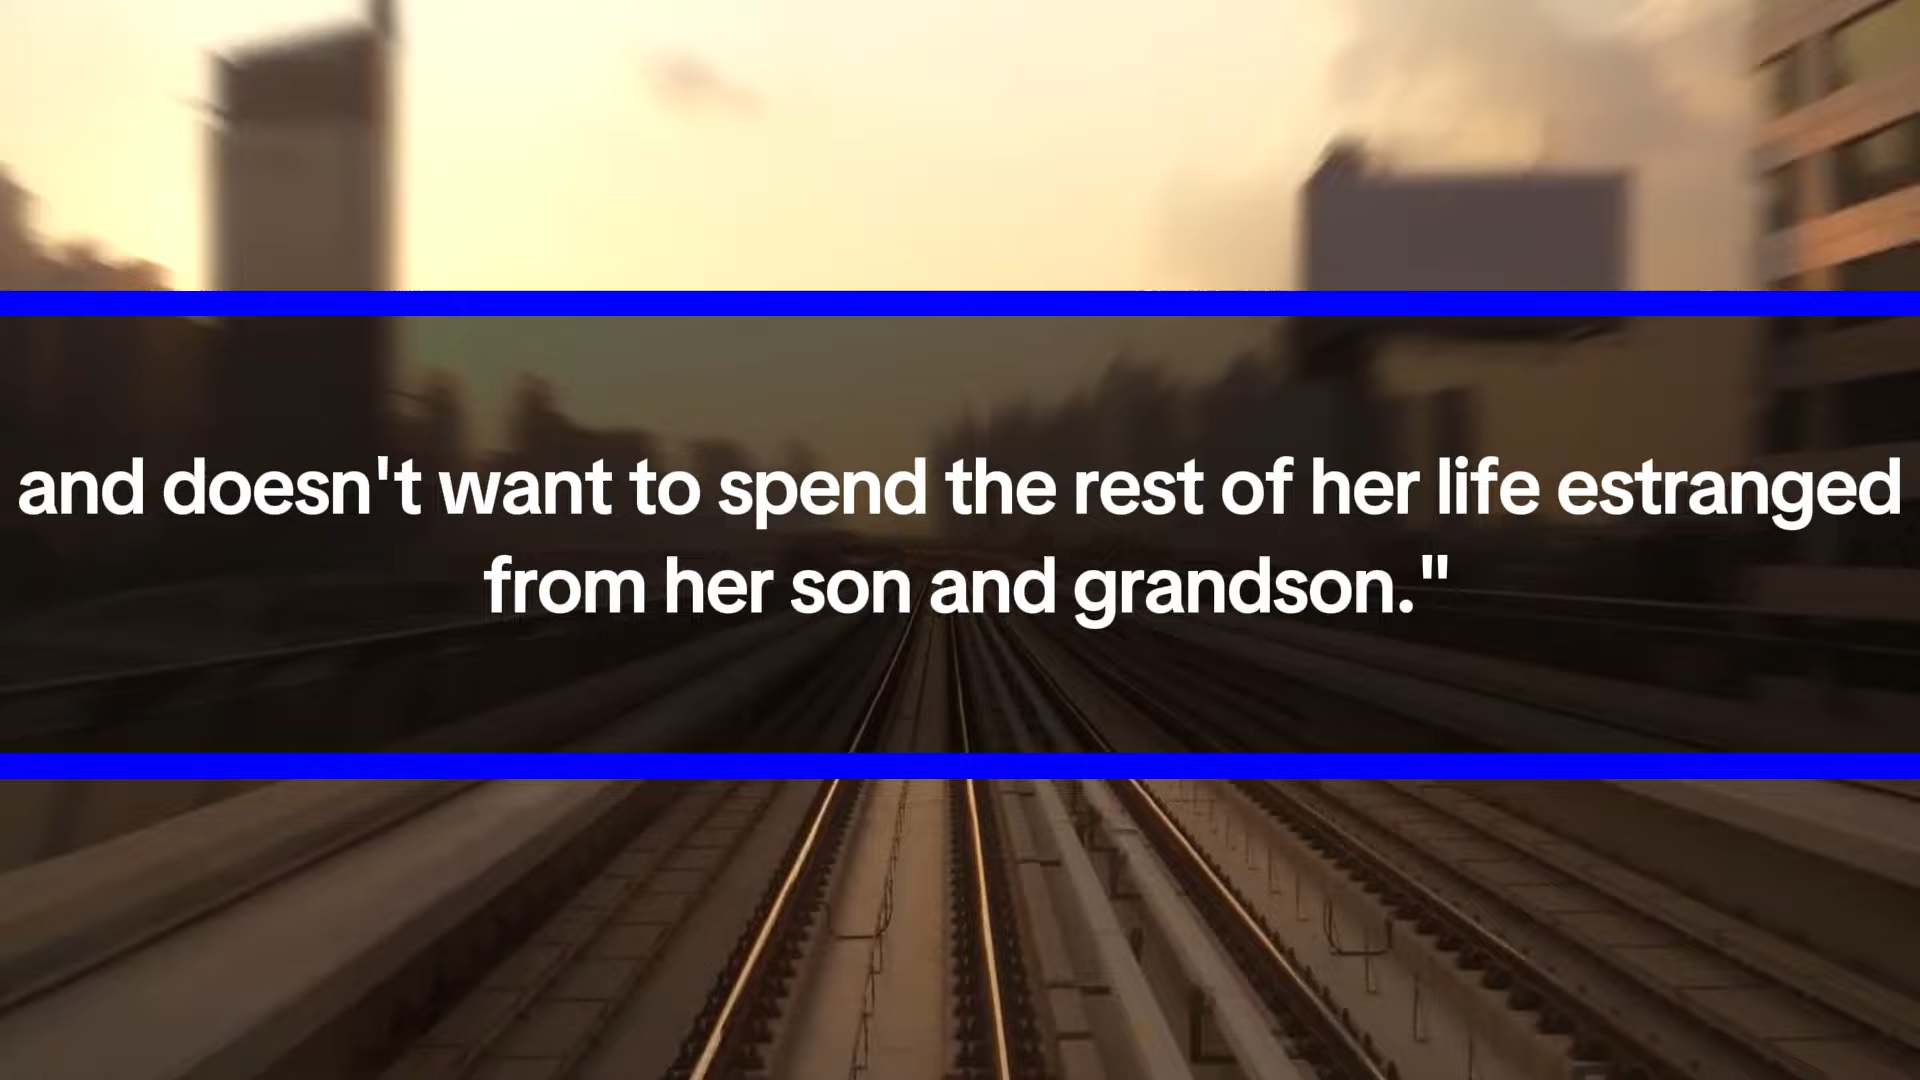 and doesn't want to spend the rest of her life estranged
from her son and grandson."